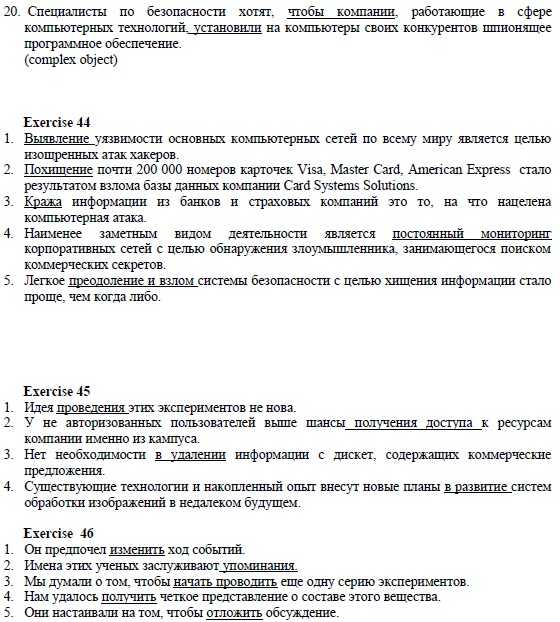 20. Специалисты по безопасности хотят, чтобы компании, работающие в сфере
компьютерных технологий, установили на компьютеры своих конкурентов шпионящее
программное обеспечение.
(complex object)
Exercise 44
1. Выявление уязвимости основных компьютерных сетей по всему миру является целью
изощренных атак хакеров.
2. Похищение почти 200 000 номеров карточек Visa, Master Card, American Express стало
результатом взлома базы данных компании Card Systems Solutions.
3. Кража информации из банков и страховых компаний это то, на что нацелена
компьютерная атака.
4. Наименее заметным видом деятельности является постоянный мониторинг
корпоративных сетей с целью обнаружения злоумышленника, занимающегося поиском
коммерческих секретов.
5. Легкое преодоление и взлом системы безопасности с целью хищения информации стало
проще, чем когда либо.
Exercise 45
1. Идея проведения этих экспериментов не нова.
2. У не авторизованных пользователей выше шансы получения доступа к ресурсам
компании именно из кампуса.
3. Нет необходимости в удалении информации с дискет, содержащих коммерческие
предложения.
4. Существующие технологии и накопленный опыт внесут новые планы в развитие систем
обработки изображений в недалеком будущем.
Exercise 46
1. Он предпочел изменить ход событий.
2. Имена этих ученых заслуживают упоминания.
3. Мы думали о том, чтобы начать проводить еще одну серию экспериментов.
4. Нам удалось получить четкое представление о составе этого вещества.
5. Они настаивали на том, чтобы отложить обсуждение.